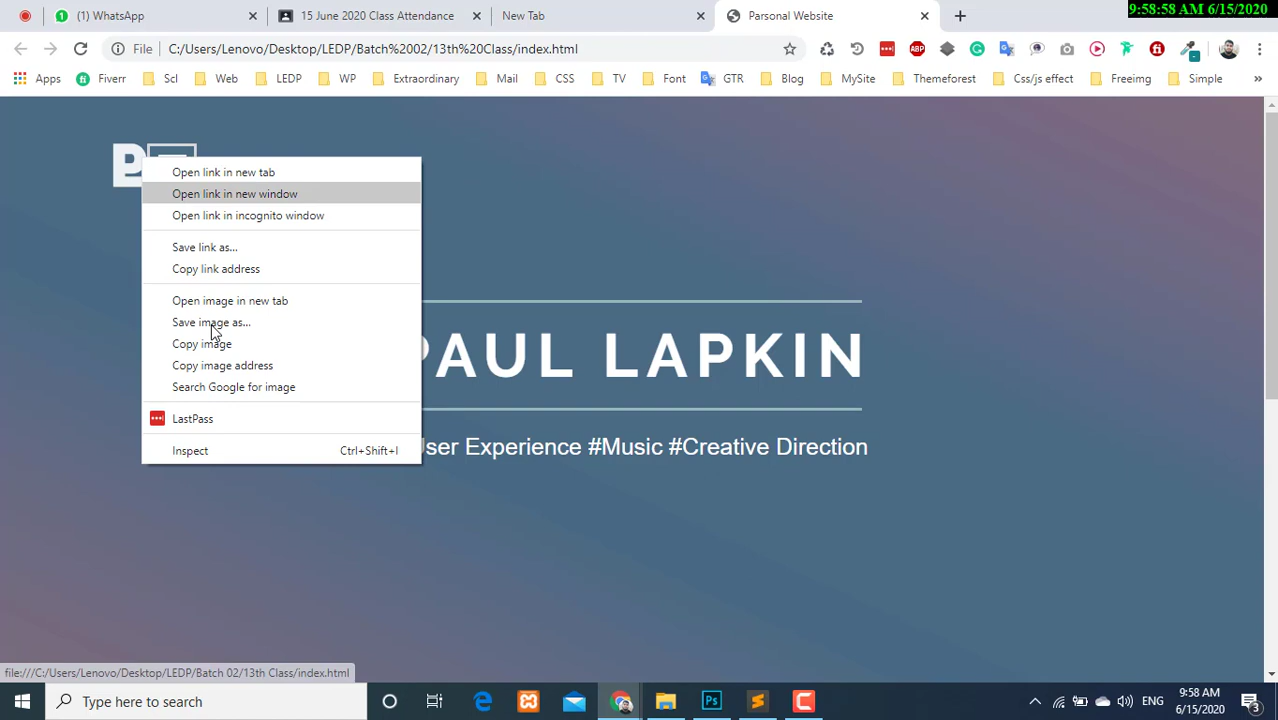 9:58:58 AM 6/15/2020
(1) WhatsApp
15 June 2020 Class Attendance
New Tab
Parsonal Website
File
C:/Users/Lenovo/Desktop/LEDP/Batch%2002/13th%20Class/index.html
Apps
Fiverr
Scl
Web
LEDP
WP
Extraordinary
Mail
CSS
TV
Font
GTR
Blog
MySite
Themeforest
Css/js effect
Freeimg
Simple
Open link in new tab
Open link in new window
Open link in incognito window
Save link as...
Copy link address
Open image in new tab
Save image as...
Copy image
Copy image address
Search Google for image
LastPass
Inspect Ctrl+Shift+I
PAUL LAPKIN
User Experience #Music #Creative Direction
file:///C:/Users/Lenovo/Desktop/LEDP/Batch 02/13th Class/index.html
Type here to search
ENG
9:58 AM
6/15/2020
3